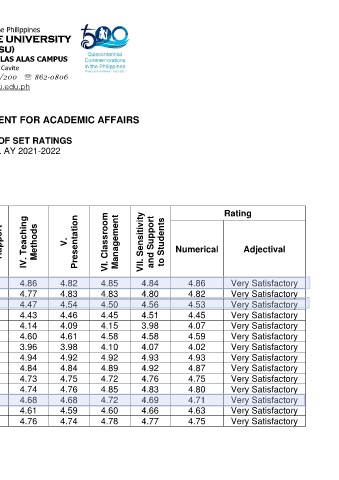 e Philippines
E UNIVERSITY
SU)
LAS ALAS CAMPUS
Cavite
/200 ☏ 862-0806
u.edu.ph
500
Quincentennial
Commemorations
in the Philippines
ENT FOR ACADEMIC AFFAIRS
OF SET RATINGS
AY 2021-2022
IV. Teaching Methods
V. Presentation
VI. Classroom Management
VII. Sensitivity and Support to Students
Rating
Numerical Adjectival
4.86 4.82 4.85 4.84 4.86 Very Satisfactory
4.77 4.83 4.83 4.80 4.82 Very Satisfactory
4.47 4.54 4.50 4.56 4.53 Very Satisfactory
4.43 4.46 4.45 4.51 4.45 Very Satisfactory
4.14 4.09 4.15 3.98 4.07 Very Satisfactory
4.60 4.61 4.58 4.58 4.59 Very Satisfactory
3.96 3.98 4.10 4.07 4.02 Very Satisfactory
4.94 4.92 4.92 4.93 4.93 Very Satisfactory
4.84 4.84 4.89 4.92 4.87 Very Satisfactory
4.73 4.75 4.72 4.76 4.75 Very Satisfactory
4.74 4.76 4.85 4.83 4.80 Very Satisfactory
4.68 4.68 4.72 4.69 4.71 Very Satisfactory
4.61 4.59 4.60 4.66 4.63 Very Satisfactory
4.76 4.74 4.78 4.77 4.75 Very Satisfactory